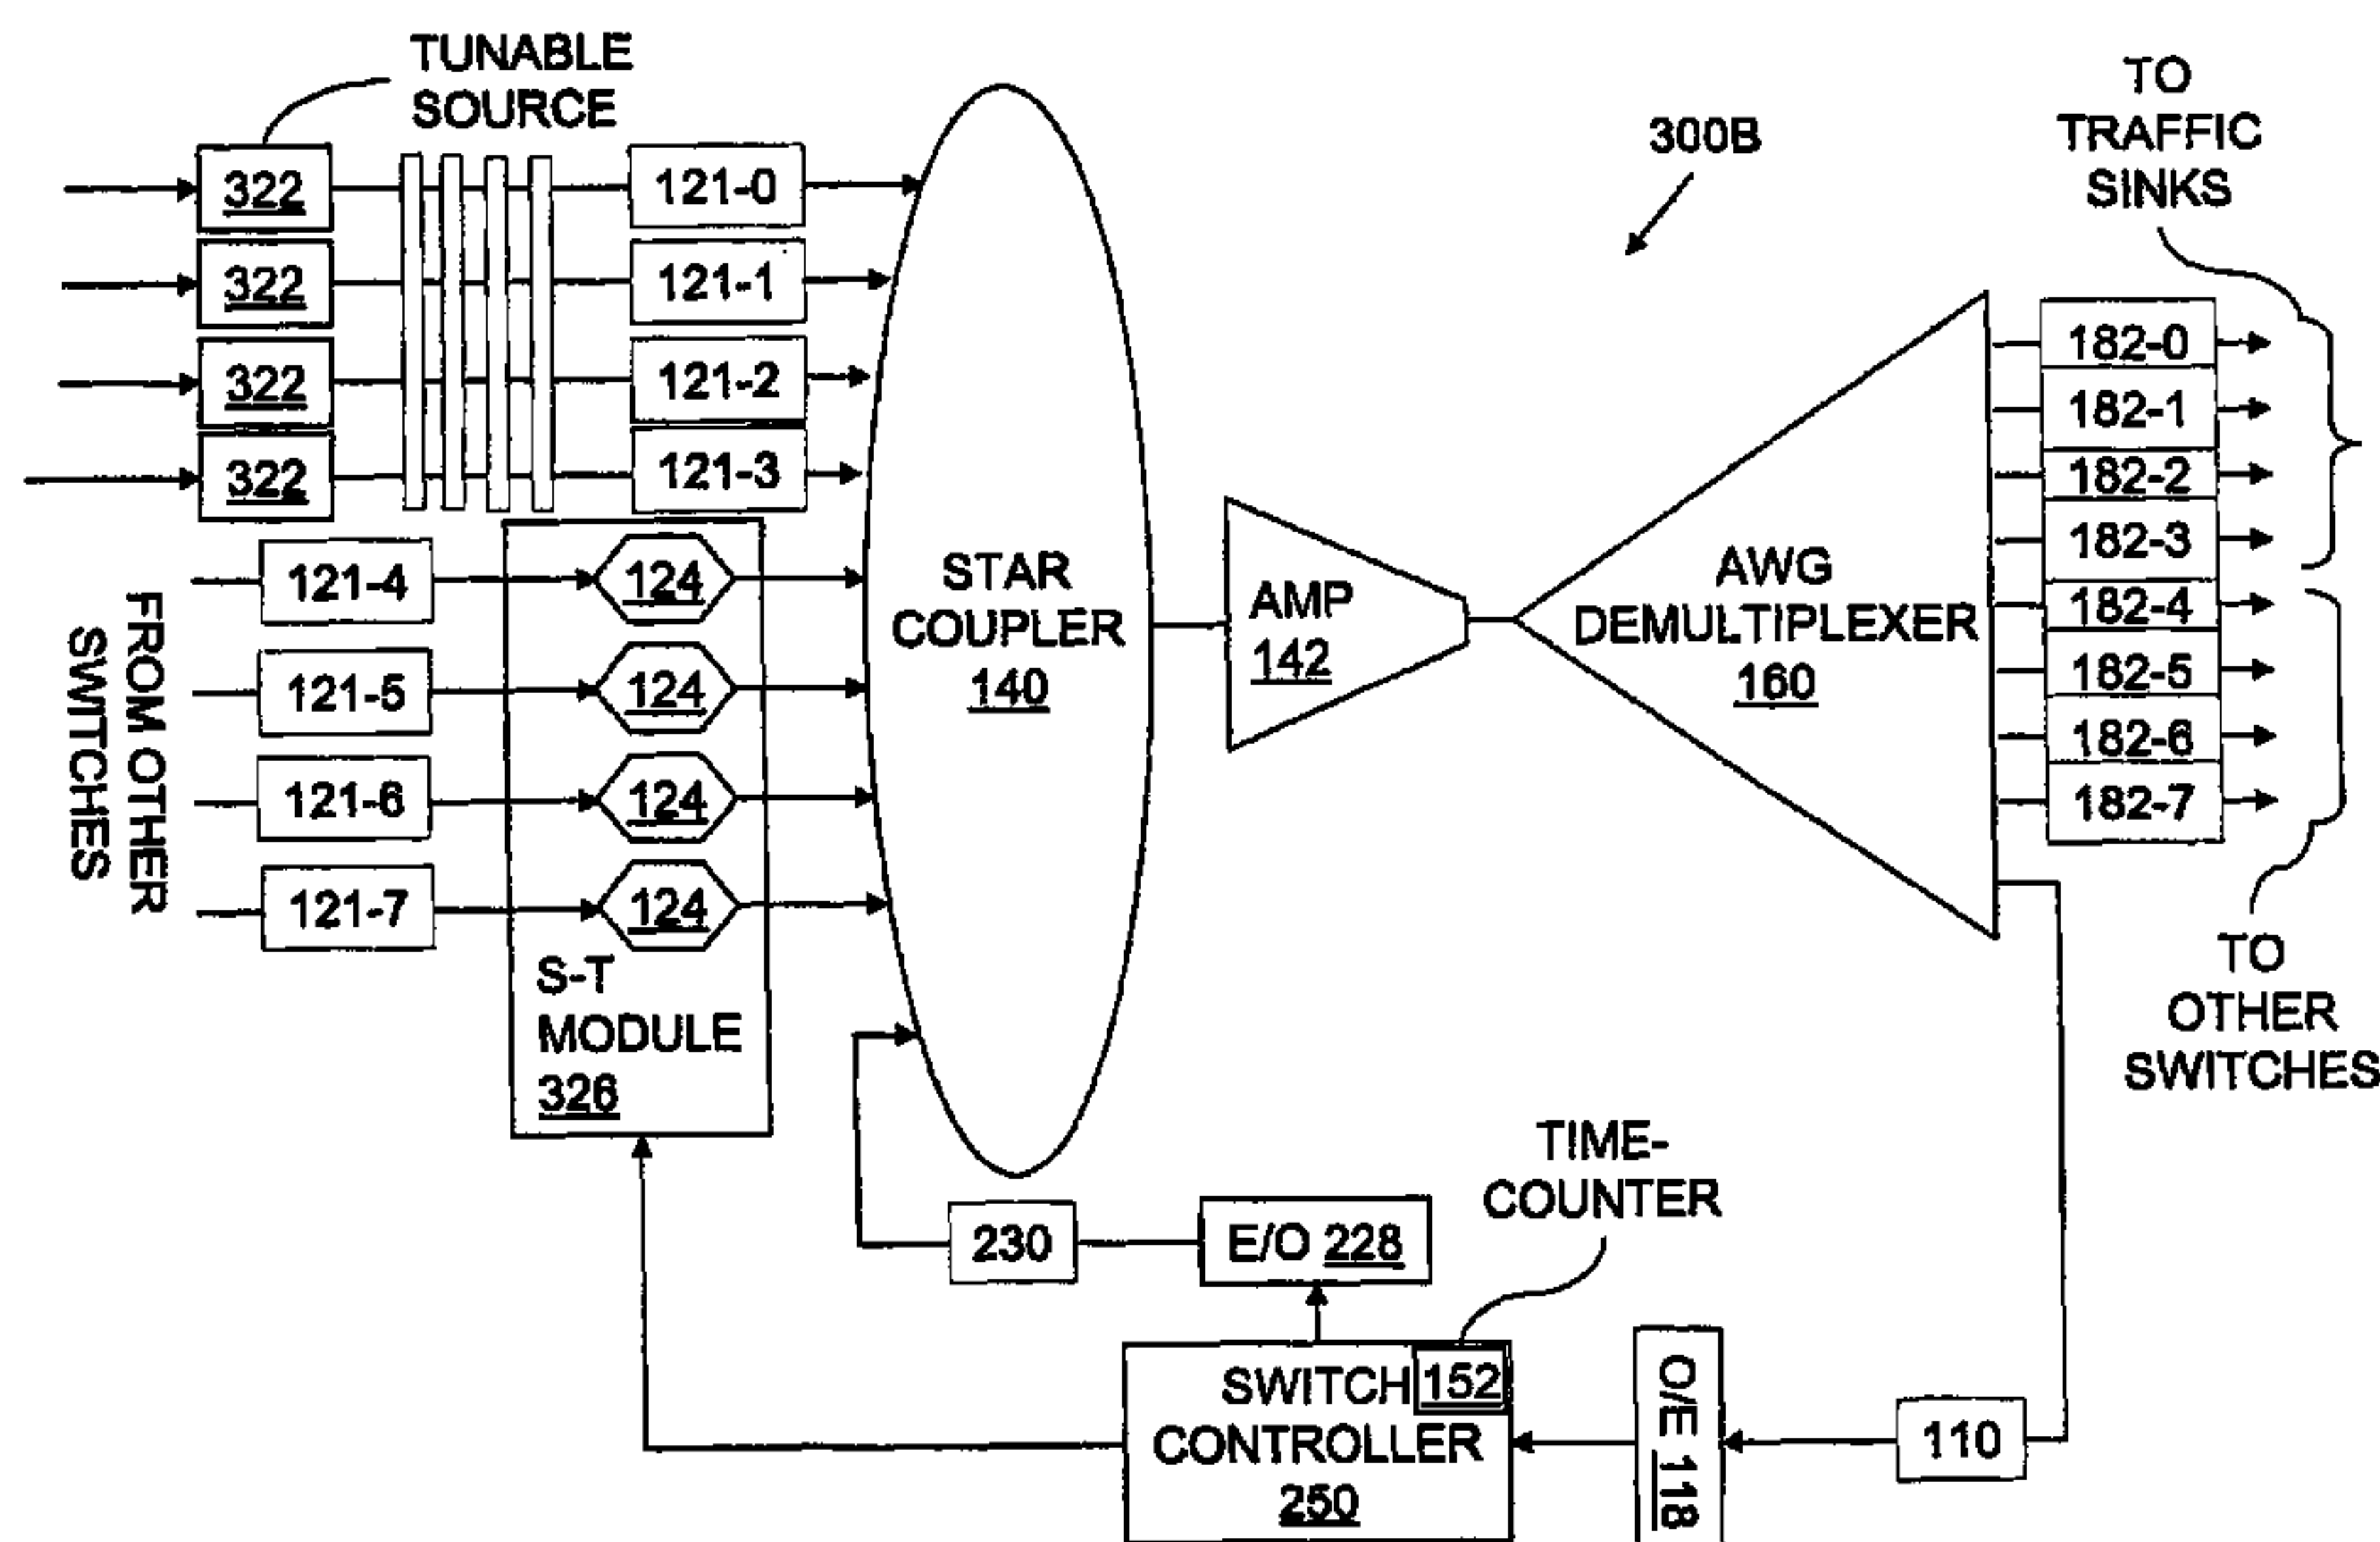 TUNABLE
SOURCE
322
322
322
322
121-0
121-1
121-2
121-3
FROM OTHER
SWITCHES
121-4
121-5
121-6
121-7
124
124
124
124
S-T
MODULE
326
STAR
COUPLER
140
AMP
142
AWG
DEMULTIPLEXER
160
300B
TO
TRAFFIC
SINKS
182-0
182-1
182-2
182-3
182-4
182-5
182-6
182-7
TO
OTHER
SWITCHES
TIME-
COUNTER
230
E/O 228
SWITCH 152
CONTROLLER
250
O/E 118
110